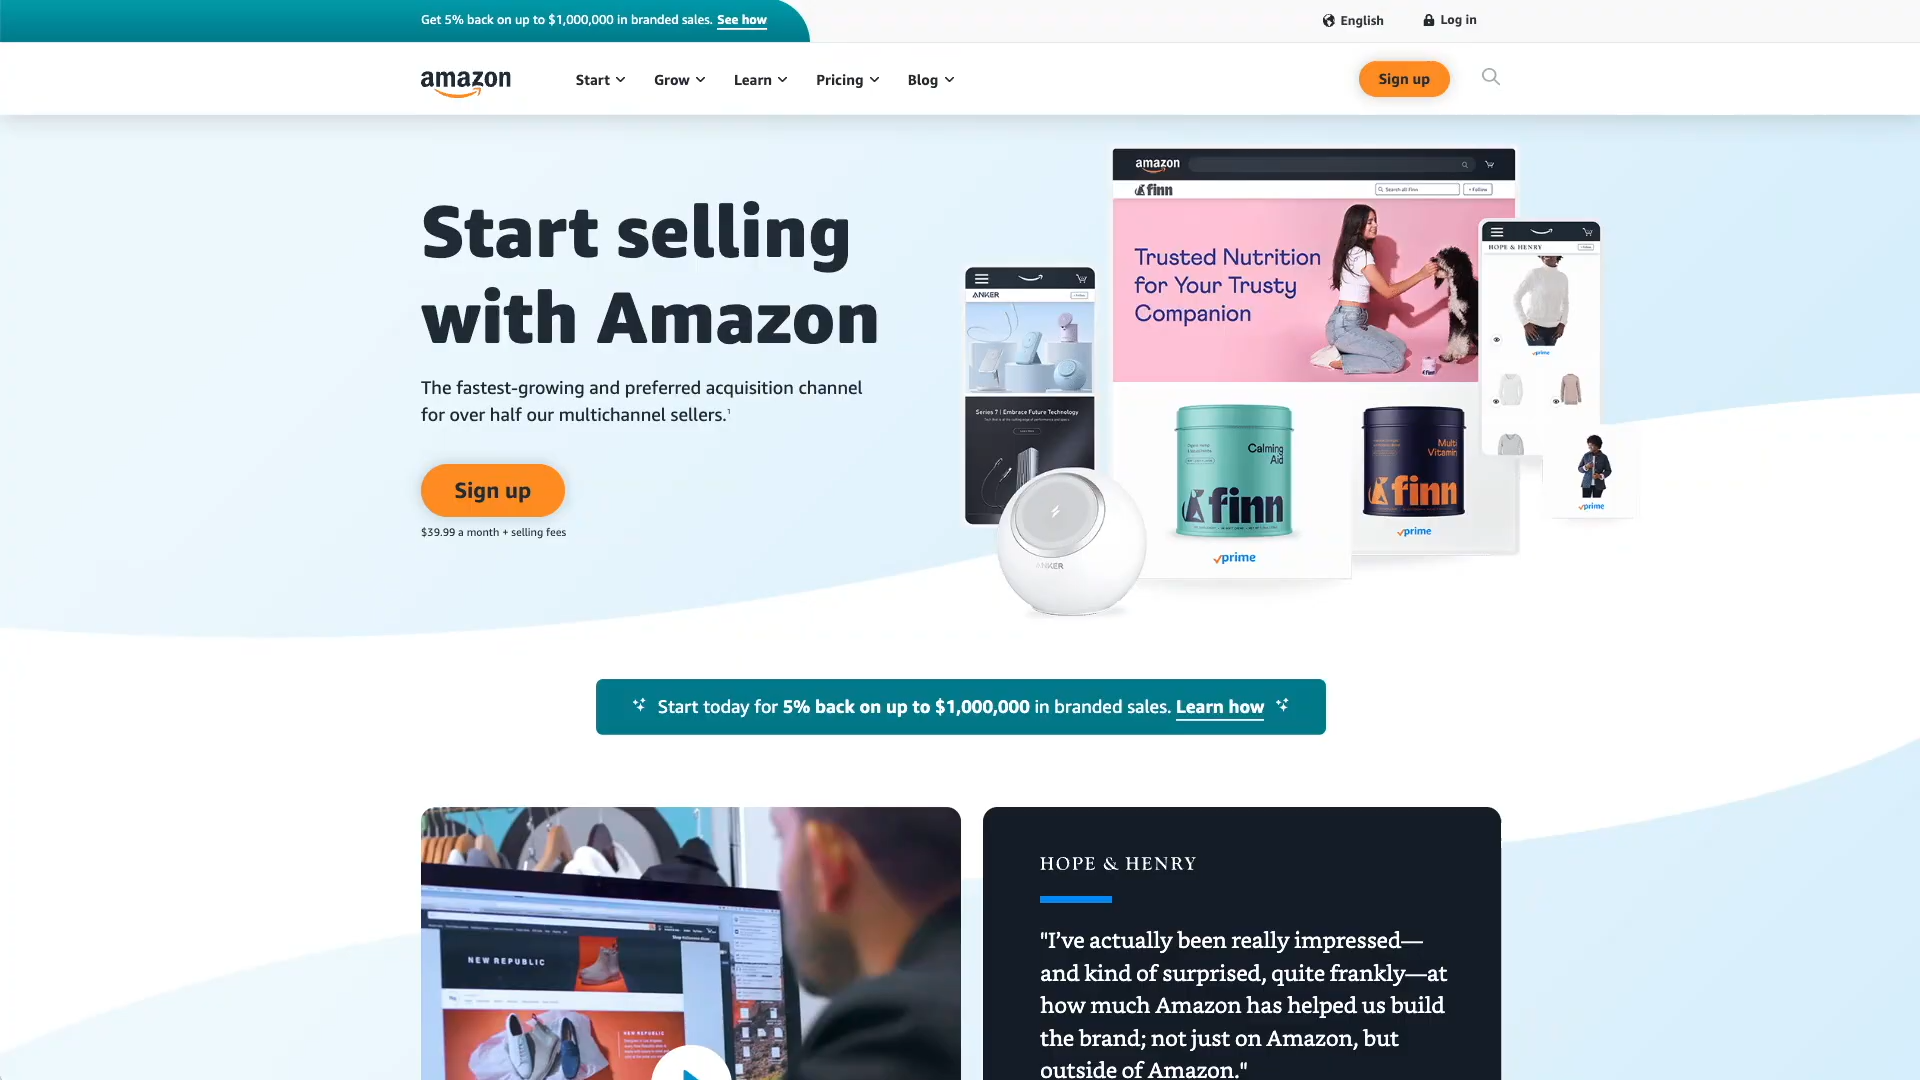 Get 5% back on up to $1,000,000 in branded sales. See how
English
Log in
amazon
Start
Grow
Learn
Pricing
Blog
Sign up
Start selling
with Amazon
The fastest-growing and preferred acquisition channel
for over half our multichannel sellers.¹
Sign up
$39.99 a month + selling fees
amazon
finn
Search all Finn
+ Follow
Trusted Nutrition
for Your Trusty
Companion
finn
ANKER
Series 7 | Embrace Future Technology
ANKER
Calming
Aid
finn
prime
Multi
Vitamin
finn
prime
HOPE & HENRY
prime
prime
Start today for 5% back on up to $1,000,000 in branded sales. Learn how
NEW REPUBLIC
NEW REPUBLIC
HOPE & HENRY
"I’ve actually been really impressed—
and kind of surprised, quite frankly—at
how much Amazon has helped us build
the brand; not just on Amazon, but
outside of Amazon."